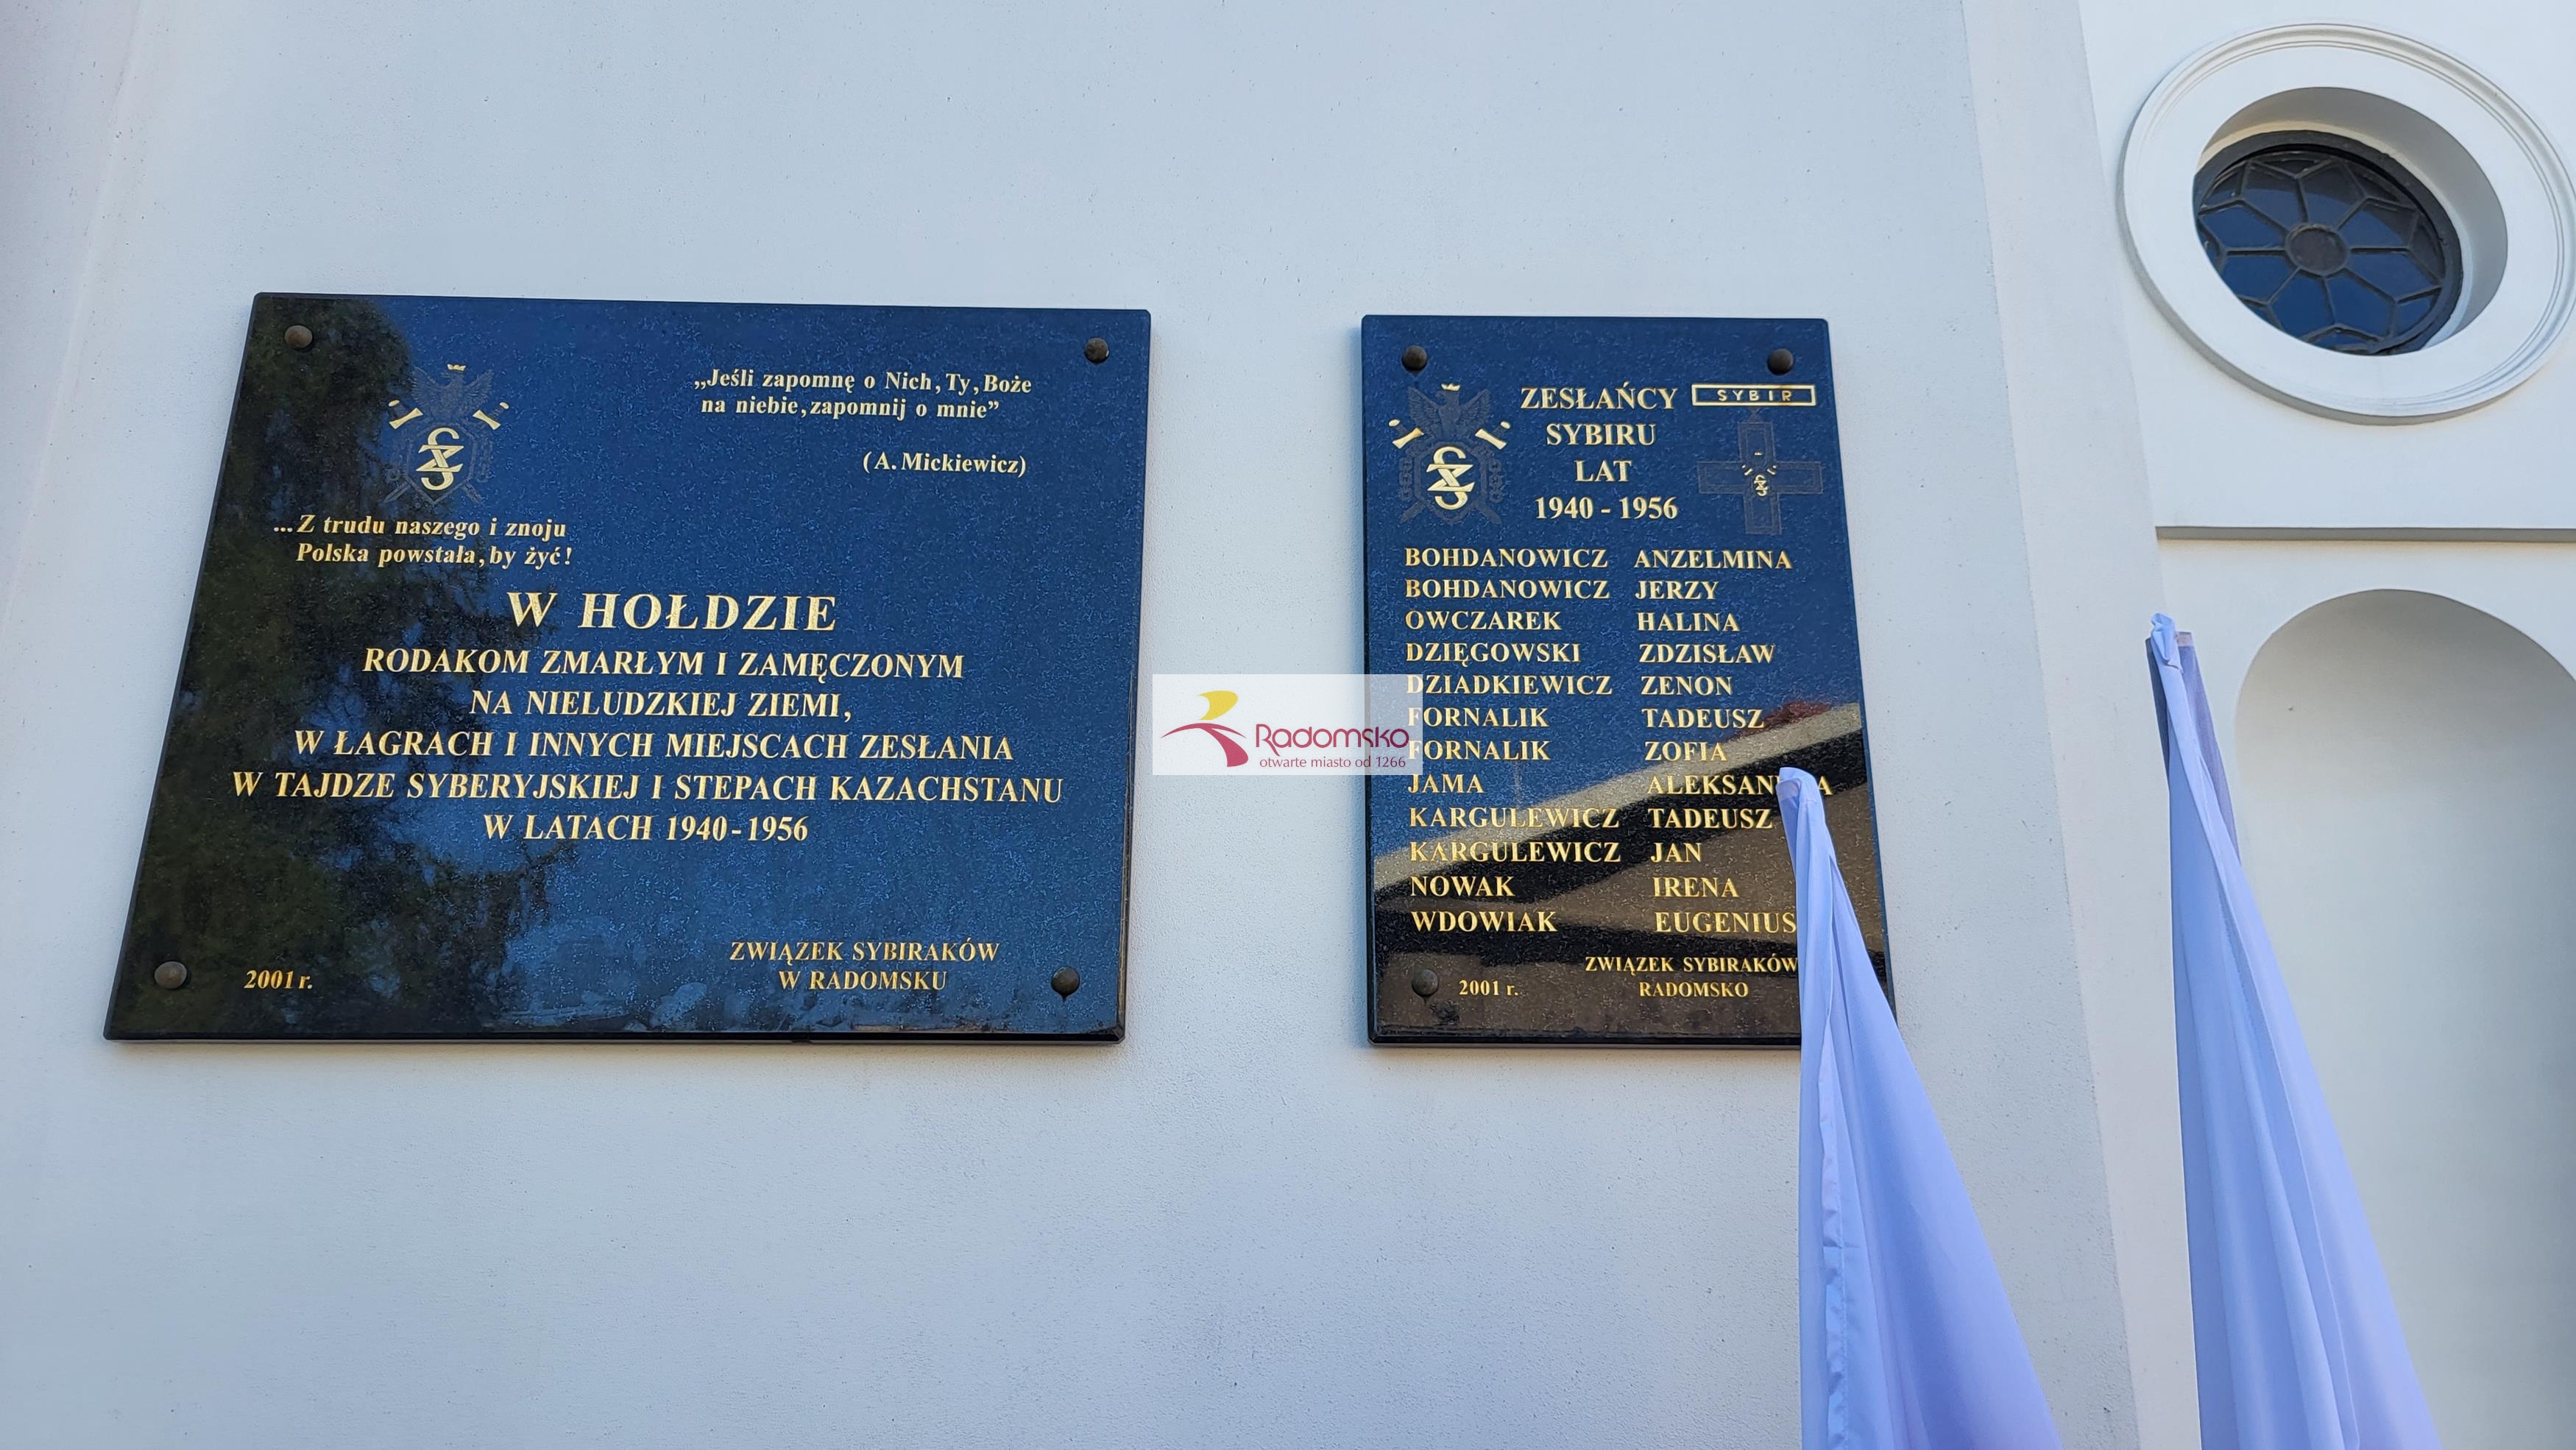 „Jeśli zapomnę o Nich, Ty, Boże
na niebie, zapomnij o mnie”
(A. Mickiewicz)
...Z trudu naszego i znoju
Polska powstała, by żyć!
W HOŁDZIE
RODAKOM ZMARŁYM I ZAMĘCZONYM
NA NIELUDZKIEJ ZIEMI,
W ŁAGRACH I INNYCH MIEJSCACH ZESŁANIA
W TAJDZE SYBERYJSKIEJ I STEPACH KAZACHSTANU
W LATACH 1940-1956
ZWIĄZEK SYBIRAKÓW
W RADOMSKU
2001 r.
Radomsko
otwarte miasto od 1266
ZESŁAŃCY
SYBIRU
LAT
1940 - 1956
SYBIR
BOHDANOWICZ ANZELMINA
BOHDANOWICZ JERZY
OWCZAREK HALINA
DZIĘGOWSKI ZDZISŁAW
DZIADKIEWICZ ZENON
FORNALIK TADEUSZ
FORNALIK ZOFIA
JAMA
KARGULEWICZ TADEUSZ
KARGULEWICZ JAN
NOWAK IRENA
WDOWIAK EUGENIUSZ
ZWIĄZEK SYBIRAKÓW
RADOMSKO
2001 r.